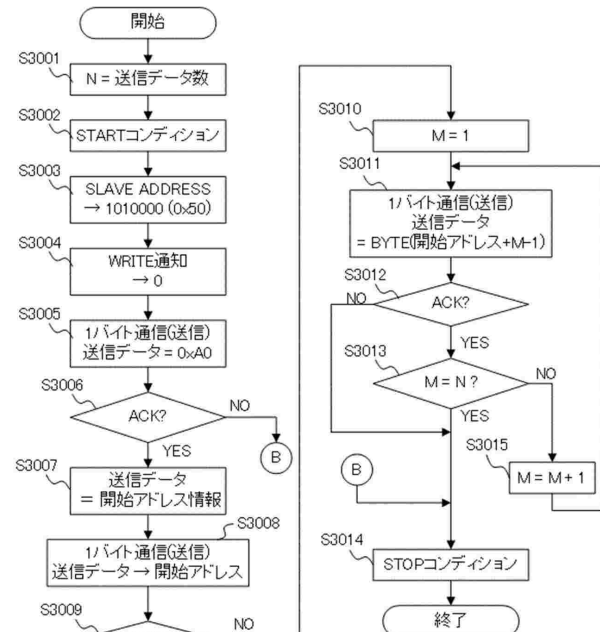 開始
S3001
N = 送信データ数
S3002
STARTコンディション
S3003
SLAVE ADDRESS
→ 1010000 (0x50)
S3004
WRITE通知
→ 0
S3005
1バイト通信(送信)
送信データ = 0xA0
S3006
ACK?
NO
YES
B
S3007
送信データ
= 開始アドレス情報
S3008
1バイト通信(送信)
送信データ → 開始アドレス
S3009
NO
S3010
M = 1
S3011
1バイト通信(送信)
送信データ
= BYTE(開始アドレス+M-1)
S3012
NO
ACK?
YES
S3013
M = N ?
NO
YES
S3015
M = M + 1
B
S3014
STOPコンディション
終了